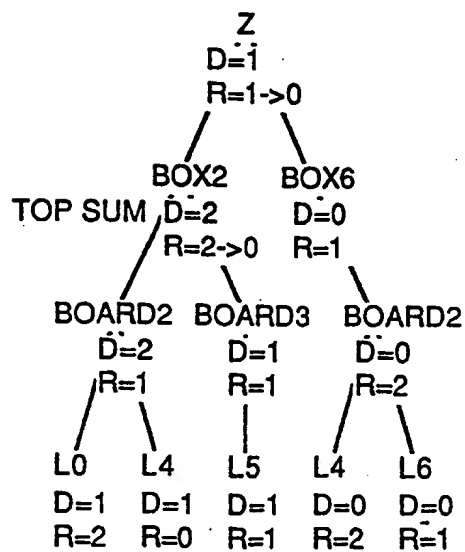 Z
D=1
R=1->0
BOX2 BOX6
TOP SUM D=2 D=0
R=2->0 R=1
BOARD2 BOARD3 BOARD2
D=2 D=1 D=0
R=1 R=1 R=2
L0 L4 L5 L4 L6
D=1 D=1 D=1 D=0 D=0
R=2 R=0 R=1 R=2 R=1